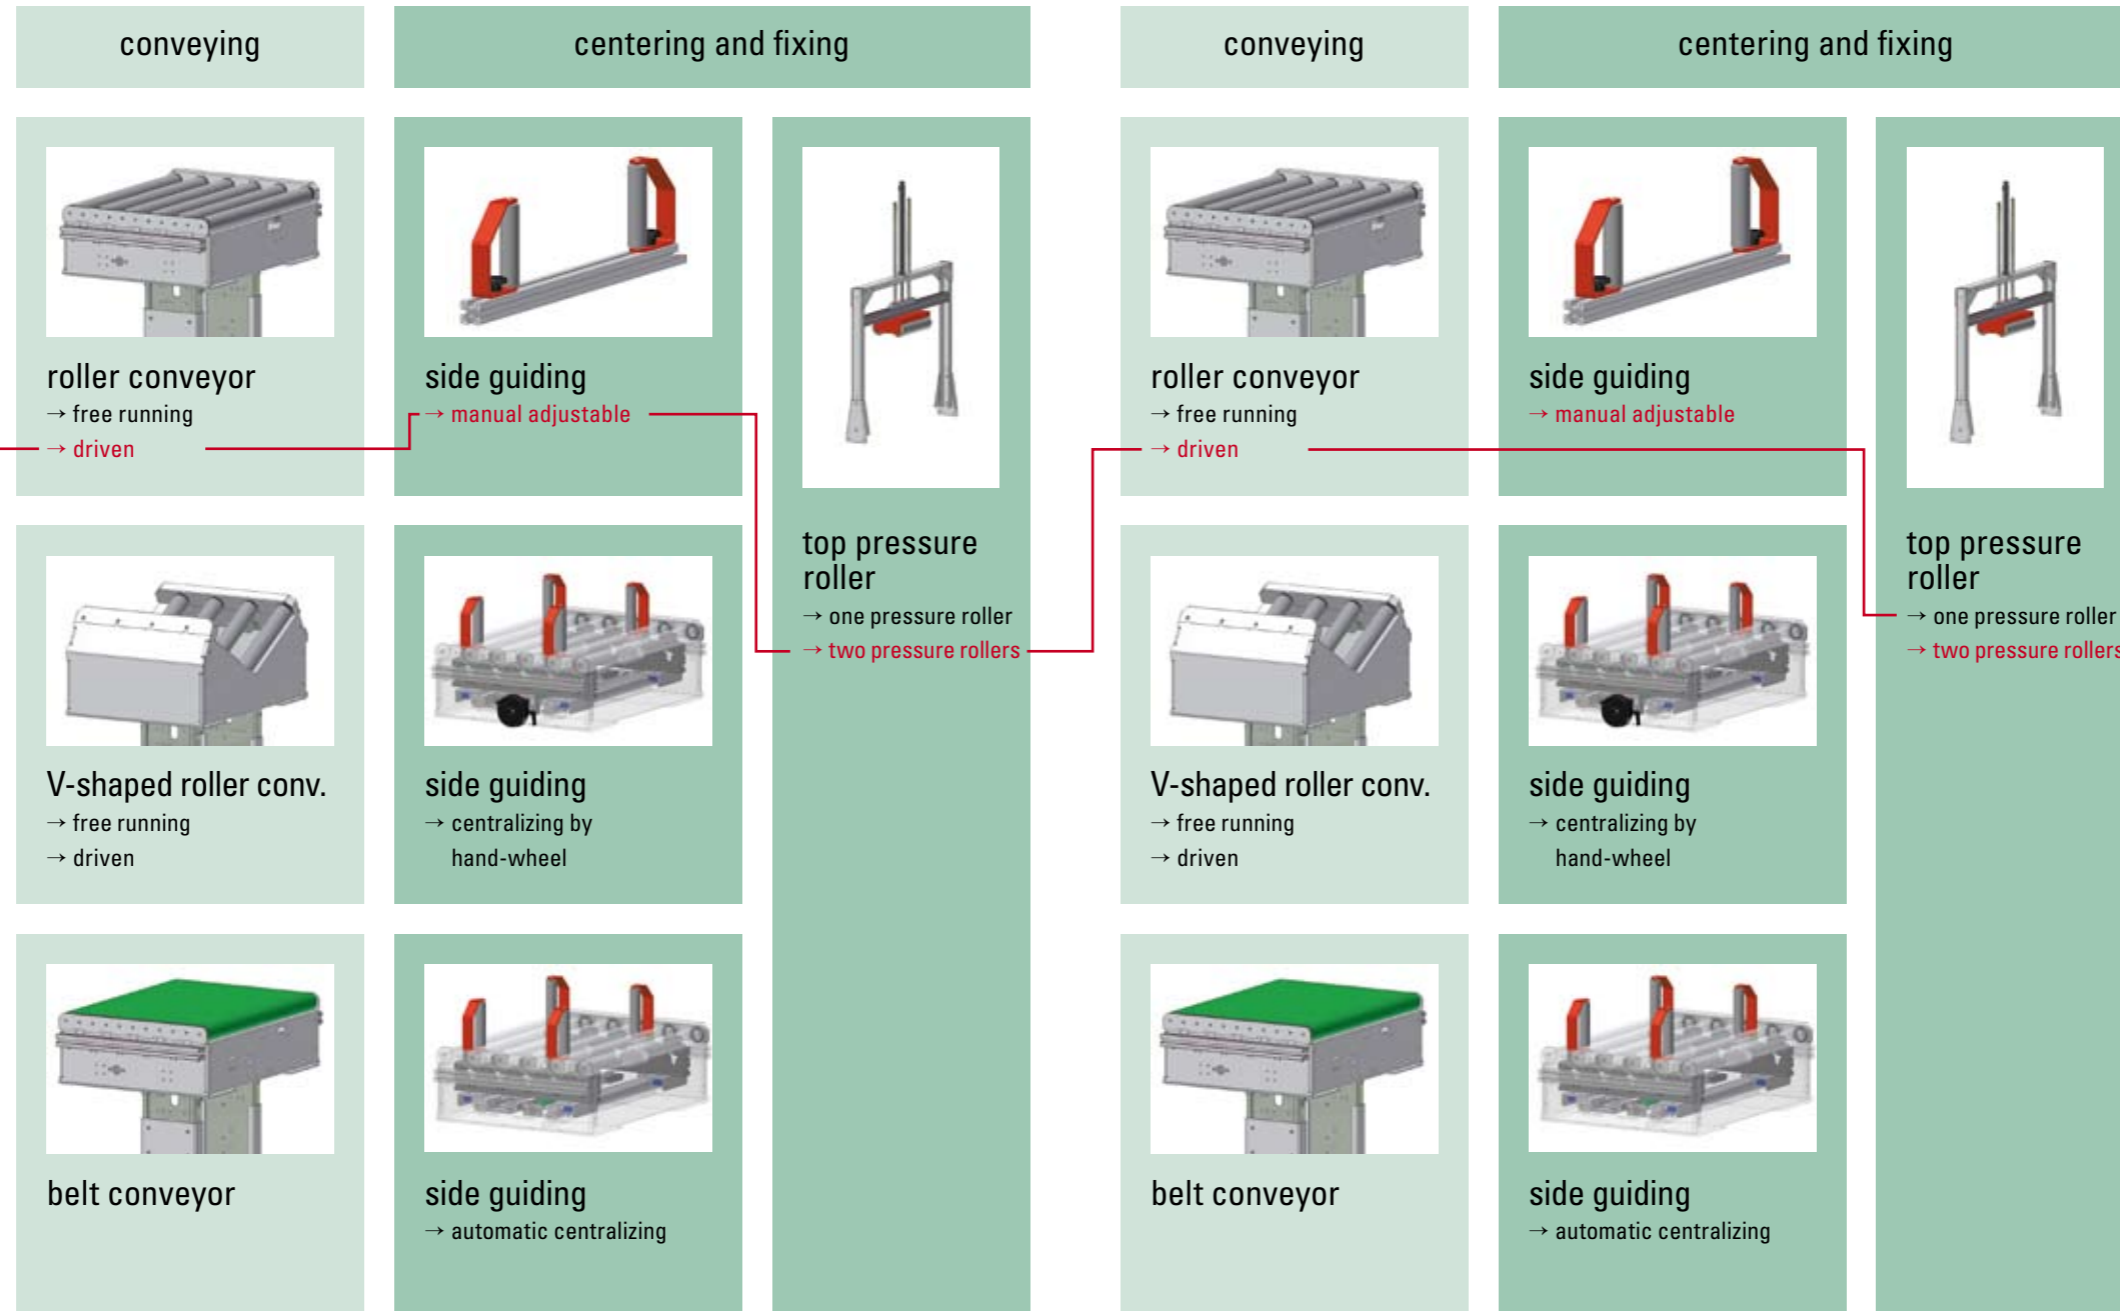 conveying
centering and fixing
conveying
centering and fixing
roller conveyor
→ free running
→ driven
side guiding
→ manual adjustable
top pressure
roller
→ one pressure roller
→ two pressure rollers
V-shaped roller conv.
→ free running
→ driven
side guiding
→ centralizing by
hand-wheel
belt conveyor
side guiding
→ automatic centralizing
roller conveyor
→ free running
→ driven
side guiding
→ manual adjustable
top pressure
roller
→ one pressure roller
→ two pressure rollers
V-shaped roller conv.
→ free running
→ driven
side guiding
→ centralizing by
hand-wheel
belt conveyor
side guiding
→ automatic centralizing